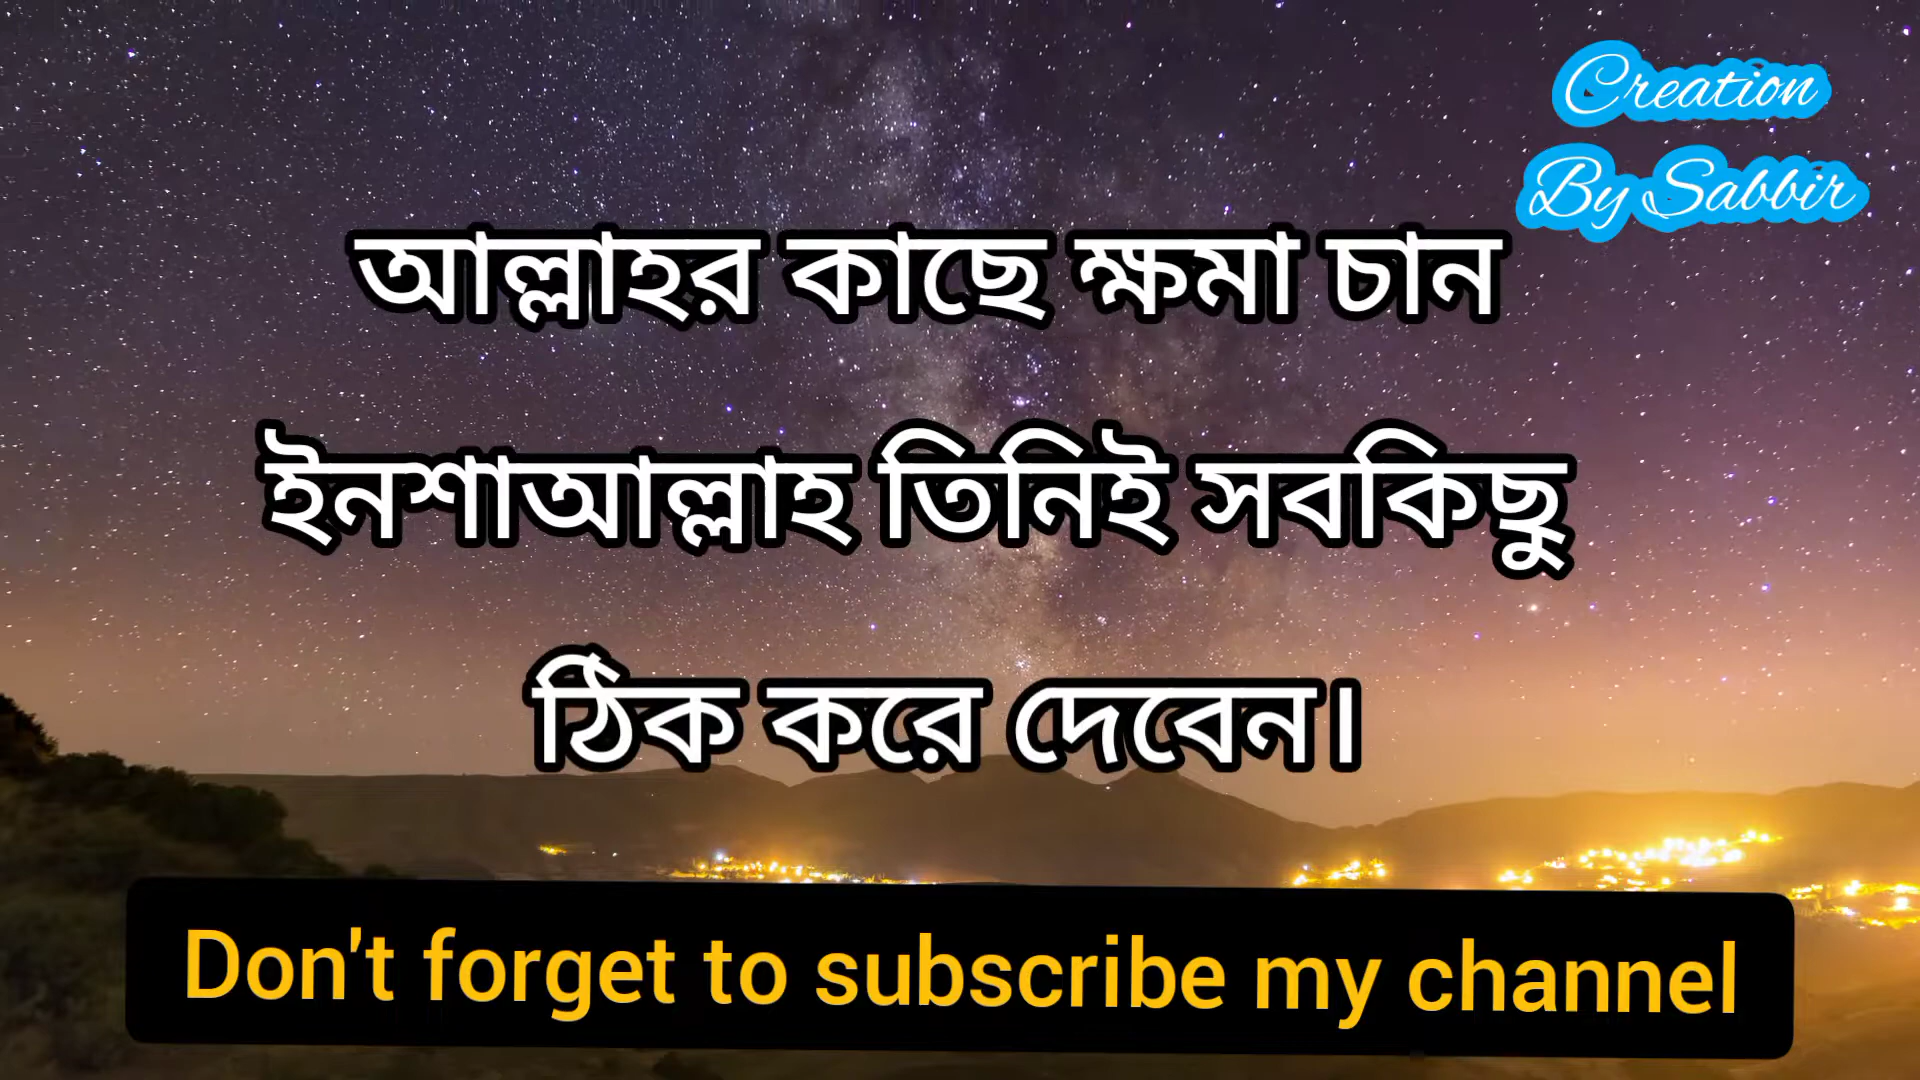 Creation
By Sabbir
আল্লাহর কাছে ক্ষমা চান
ইনশাআল্লাহ তিনিই সবকিছু
ঠিক করে দেবেন।
Don't forget to subscribe my channel